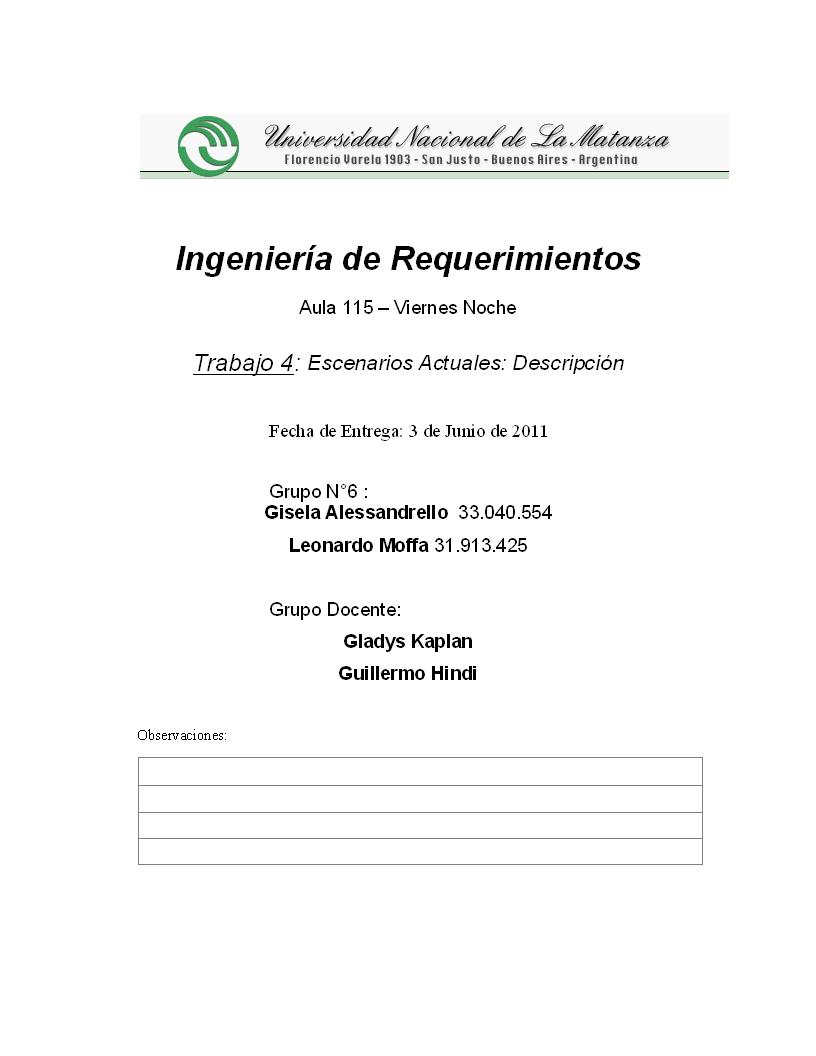 Universidad Nacional de La Matanza
Florencio Varela 1903 - San Justo - Buenos Aires - Argentina
Ingeniería de Requerimientos
Aula 115 – Viernes Noche
Trabajo 4: Escenarios Actuales: Descripción
Fecha de Entrega: 3 de Junio de 2011
Grupo N°6 :
Gisela Alessandrello 33.040.554
Leonardo Moffa 31.913.425
Grupo Docente:
Gladys Kaplan
Guillermo Hindi
Observaciones: